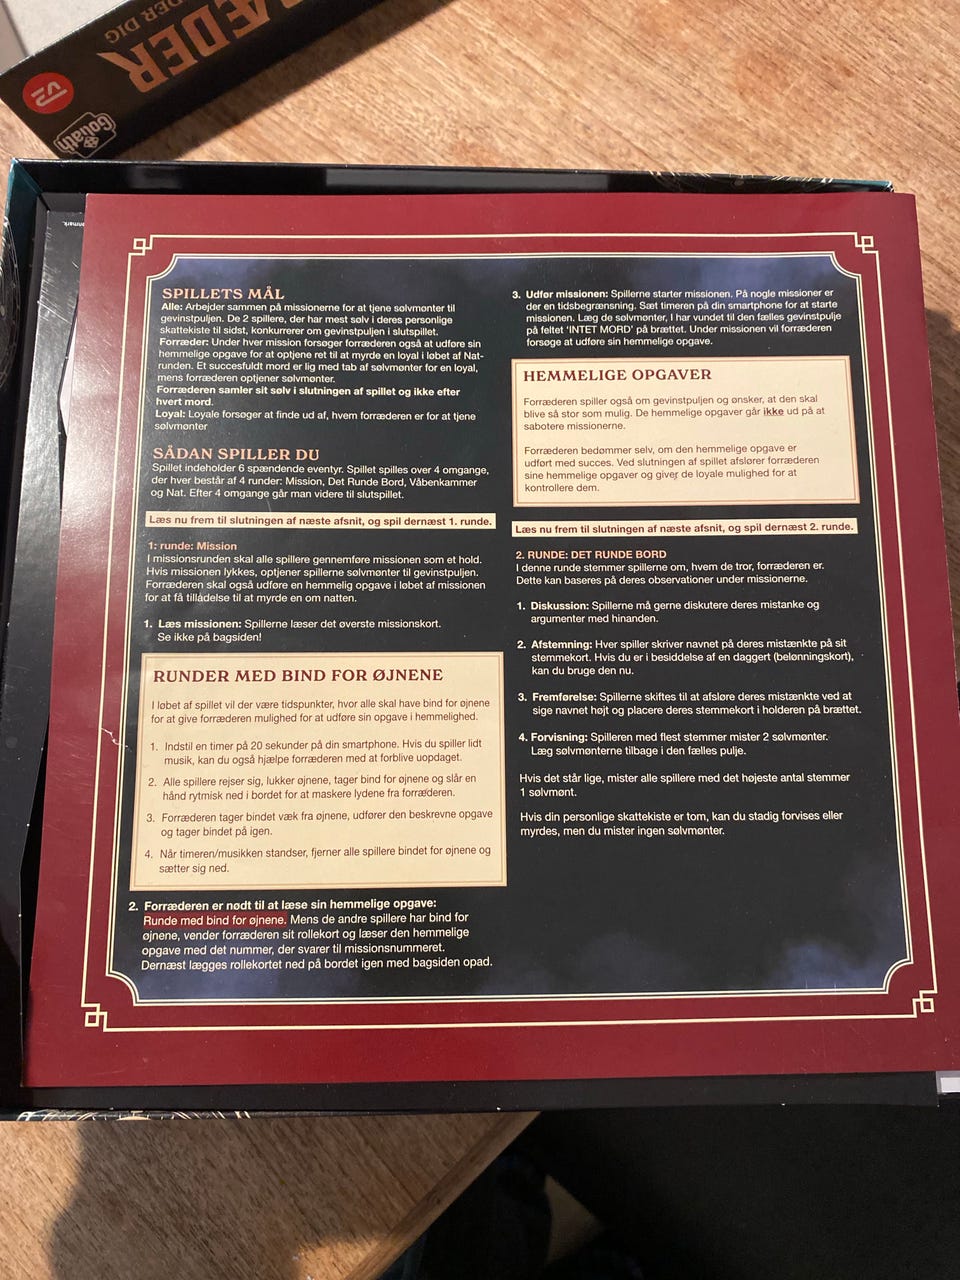 RÆDER
DER DIG
V2
Goliath
anmark.
SPILLETS MÅL
Alle: Arbejder sammen på missionerne for at tjene sølvmønter til
gevinstpuljen. De 2 spillere, der har mest sølv i deres personlige
skattekiste til sidst, konkurrerer om gevinstpuljen i slutspillet.
Forræder: Under hver mission forsøger forræderen også at udføre sin
hemmelige opgave for at optjene ret til at myrde en loyal i løbet af Nat-
runden. Et succesfuldt mord er lig med tab af sølvmønter for en loyal,
mens forræderen optjener sølvmønter.
Forræderen samler sit sølv i slutningen af spillet og ikke efter
hvert mord.
Loyal: Loyale forsøger at finde ud af, hvem forræderen er for at tjene
sølvmønter
SÅDAN SPILLER DU
Spillet indeholder 6 spændende eventyr. Spillet spilles over 4 omgange,
der hver består af 4 runder: Mission, Det Runde Bord, Våbenkammer
og Nat. Efter 4 omgange går man videre til slutspillet.
Læs nu frem til slutningen af næste afsnit, og spil dernæst 1. runde.
1: runde: Mission
I missionsrunden skal alle spillere gennemføre missionen som et hold.
Hvis missionen lykkes, optjener spillerne sølvmønter til gevinstpuljen.
Forræderen skal også udføre en hemmelig opgave i løbet af missionen
for at få tilladelse til at myrde en om natten.
1. Læs missionen: Spillerne læser det øverste missionskort.
Se ikke på bagsiden!
RUNDER MED BIND FOR ØJNENE
I løbet af spillet vil der være tidspunkter, hvor alle skal have bind for øjnene
for at give forræderen mulighed for at udføre sin opgave i hemmelighed.
1. Indstil en timer på 20 sekunder på din smartphone. Hvis du spiller lidt
musik, kan du også hjælpe forræderen med at forblive uopdaget.
2. Alle spillere rejser sig, lukker øjnene, tager bind for øjnene og slår en
hånd rytmisk ned i bordet for at maskere lydene fra forræderen.
3. Forræderen tager bindet væk fra øjnene, udfører den beskrevne opgave
og tager bindet på igen.
4. Når timeren/musikken standser, fjerner alle spillere bindet for øjnene og
sætter sig ned.
2. Forræderen er nødt til at læse sin hemmelige opgave:
Runde med bind for øjnene. Mens de andre spillere har bind for
øjnene, vender forræderen sit rollekort og læser den hemmelige
opgave med det nummer, der svarer til missionsnummeret.
Dernæst lægges rollekortet ned på bordet igen med bagsiden opad.
3. Udfør missionen: Spillerne starter missionen. På nogle missioner er
der en tidsbegrænsning. Sæt timeren på din smartphone for at starte
missionen. Læg de sølvmønter, I har vundet til den fælles gevinstpulje
på feltet 'INTET MORD' på brættet. Under missionen vil forræderen
forsøge at udføre sin hemmelige opgave.
HEMMELIGE OPGAVER
Forræderen spiller også om gevinstpuljen og ønsker, at den skal
blive så stor som mulig. De hemmelige opgaver går ikke ud på at
sabotere missionerne.
Forræderen bedømmer selv, om den hemmelige opgave er
udført med succes. Ved slutningen af spillet afslører forræderen
sine hemmelige opgaver og giver de loyale mulighed for at
kontrollere dem.
Læs nu frem til slutningen af næste afsnit, og spil dernæst 2. runde.
2. RUNDE: DET RUNDE BORD
I denne runde stemmer spillerne om, hvem de tror, forræderen er.
Dette kan baseres på deres observationer under missionerne.
1. Diskussion: Spillerne må gerne diskutere deres mistanke og
argumenter med hinanden.
2. Afstemning: Hver spiller skriver navnet på deres mistænkte på sit
stemmekort. Hvis du er i besiddelse af en daggert (belønningskort),
kan du bruge den nu.
3. Fremførelse: Spillerne skiftes til at afsløre deres mistænkte ved at
sige navnet højt og placere deres stemmekort i holderen på brættet.
4. Forvisning: Spilleren med flest stemmer mister 2 sølvmønter.
Læg sølvmønterne tilbage i den fælles pulje.
Hvis det står lige, mister alle spillere med det højeste antal stemmer
1 sølvmønt.
Hvis din personlige skattekiste er tom, kan du stadig forvises eller
myrdes, men du mister ingen sølvmønter.